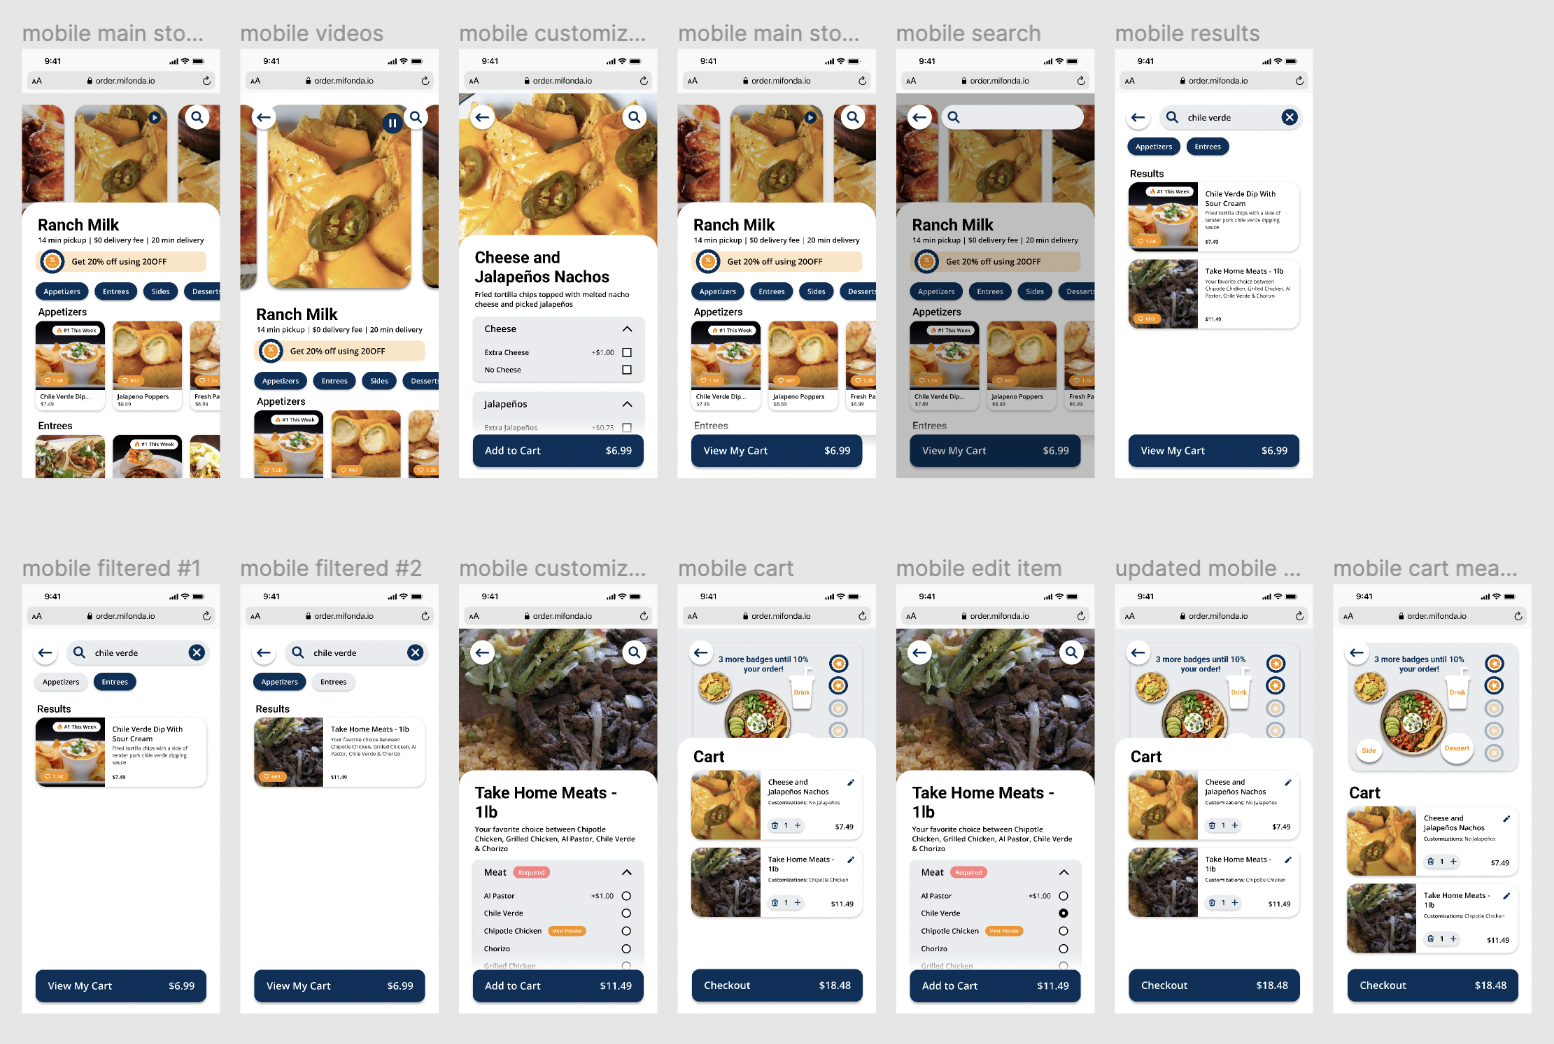 mobile main sto...
9:41
AA
order.mifonda.io
Ranch Milk
14 min pickup | $0 delivery fee | 20 min delivery
Get 20% off using 20OFF
Appetizers
Entrees
Sides
Desserts
Appetizers
#1 This Week
1.5K
947
1.2k
Chile Verde Dip...
$7.49
Jalapeno Poppers
$8.69
Fresh Pa
$6.99
Entrees
#1 This Week
mobile videos
9:41
AA
order.mifonda.io
Ranch Milk
14 min pickup | $0 delivery fee | 20 min delivery
Get 20% off using 20OFF
Appetizers
Entrees
Sides
Desserts
Appetizers
#1 This Week
1.5K
947
1.2k
mobile customiz...
9:41
AA
order.mifonda.io
Cheese and
Jalapeños Nachos
Fried tortilla chips topped with melted nacho
cheese and picked jalapeños
Cheese
Extra Cheese
+$1.00
No Cheese
Jalapeños
Extra Jalapeños
+$0.75
Add to Cart
$6.99
mobile main sto...
9:41
AA
order.mifonda.io
Ranch Milk
14 min pickup | $0 delivery fee | 20 min delivery
Get 20% off using 20OFF
Appetizers
Entrees
Sides
Desserts
Appetizers
#1 This Week
1.5K
947
1.2k
Chile Verde Dip...
$7.49
Jalapeno Poppers
$8.69
Fresh Pa
$6.99
Entrees
View My Cart
$6.99
mobile search
9:41
AA
order.mifonda.io
Ranch Milk
14 min pickup | $0 delivery fee | 20 min delivery
Get 20% off using 20OFF
Appetizers
Entrees
Sides
Desserts
Appetizers
#1 This Week
1.5K
947
1.2k
Chile Verde Dip...
$7.49
Jalapeno Poppers
$8.69
Fresh Pa
$6.99
Entrees
View My Cart
$6.99
mobile results
9:41
AA
order.mifonda.io
chile verde
Appetizers
Entrees
Results
#1 This Week
1.5K
Chile Verde Dip With
Sour Cream
Fried tortilla chips with a side of
tender pork chile verde dipping
sauce
$7.49
Take Home Meats - 1lb
Your favorite choice between
Chipotle Chicken, Grilled Chicken, Al
Pastor, Chile Verde & Chorizo
$11.49
mobile filtered #1
View My Cart
$6.99
9:41
AA
order.mifonda.io
chile verde
Appetizers
Entrees
Results
#1 This Week
1.5K
Chile Verde Dip With
Sour Cream
Fried tortilla chips with a side of
tender pork chile verde dipping
sauce
$7.49
View My Cart
$6.99
mobile filtered #2
9:41
AA
order.mifonda.io
chile verde
Appetizers
Entrees
Results
Take Home Meats - 1lb
Your favorite choice between
Chipotle Chicken, Grilled Chicken, Al
Pastor, Chile Verde & Chorizo
$11.49
View My Cart
$6.99
mobile customiz...
9:41
AA
order.mifonda.io
Take Home Meats -
1lb
Your favorite choice between Chipotle
Chicken, Grilled Chicken, Al Pastor, Chile Verde
& Chorizo
Meat
Required
Al Pastor
+$1.00
Chile Verde
Chipotle Chicken
Most Popular
Chorizo
Grilled Chicken
Add to Cart
$11.49
mobile cart
9:41
AA
order.mifonda.io
3 more badges until 10%
your order!
Drink
Cart
Cheese and
Jalapeños Nachos
Customizations: No Jalapeños
1
$7.49
Take Home Meats -
1lb
Customizations: Chipotle Chicken
1
$11.49
Checkout
$18.48
mobile edit item
9:41
AA
order.mifonda.io
Take Home Meats -
1lb
Your favorite choice between Chipotle
Chicken, Grilled Chicken, Al Pastor, Chile Verde
& Chorizo
Meat
Required
Al Pastor
+$1.00
Chile Verde
Chipotle Chicken
Most Popular
Chorizo
Grilled Chicken
Add to Cart
$11.49
updated mobile ...
9:41
AA
order.mifonda.io
3 more badges until 10%
your order!
Drink
Cart
Cheese and
Jalapeños Nachos
Customizations: No Jalapeños
1
$7.49
Take Home Meats -
1lb
Customizations: Chipotle Chicken
1
$11.49
Checkout
$18.48
mobile cart mea...
9:41
AA
order.mifonda.io
3 more badges until 10%
your order!
Drink
Side
Dessert
Cart
Cheese and
Jalapeños Nachos
Customizations: No Jalapeños
1
$7.49
Take Home Meats -
1lb
Customizations: Chipotle Chicken
1
$11.49
Checkout
$18.48